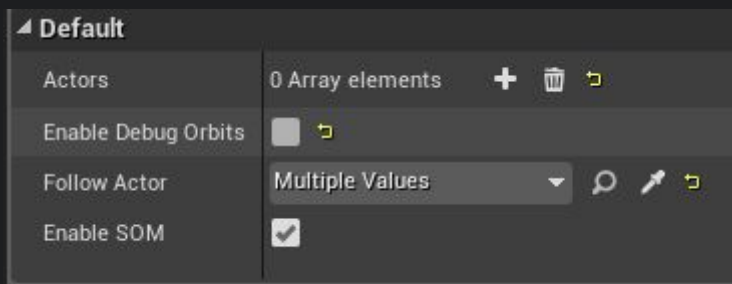 Default
Actors 0 Array elements
Enable Debug Orbits
Follow Actor Multiple Values
Enable SOM